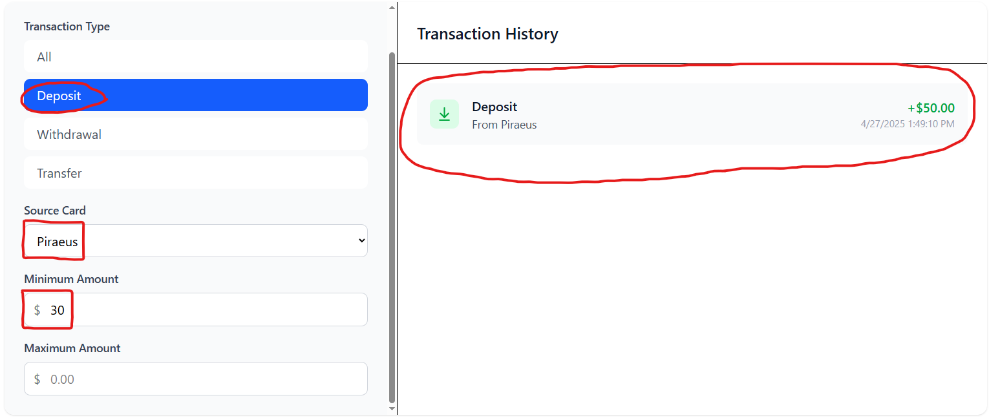 Transaction Type
All
Deposit
Withdrawal
Transfer
Source Card
Piraeus
Minimum Amount
$ 30
Maximum Amount
$ 0.00
Transaction History
Deposit
+$50.00
From Piraeus
4/27/2025 1:49:10 PM